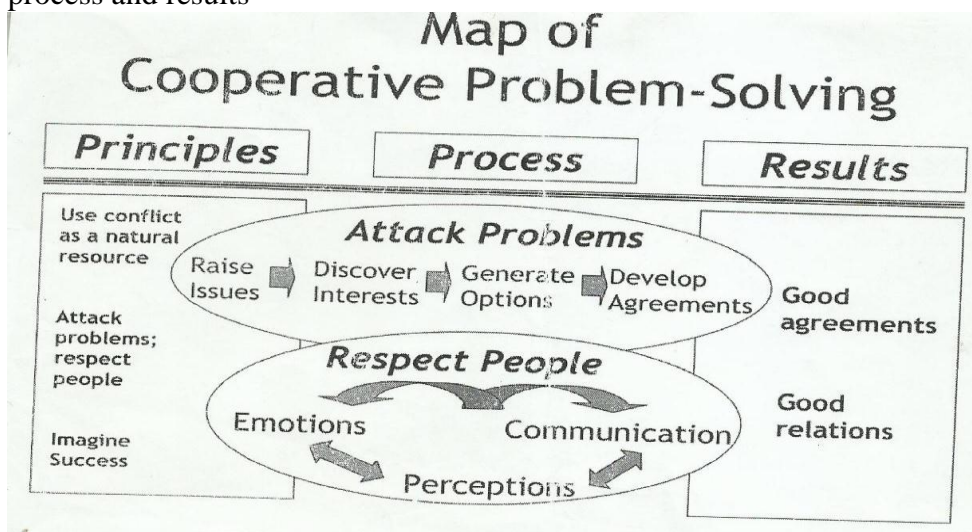 process and results
Map of
Cooperative Problem-Solving
Principles
Process
Results
Use conflict
as a natural
resource
Attack
problems;
respect
people
Imagine
Success
Attack Problems
Raise
Issues
Discover
Interests
Generate
Options
Develop
Agreements
Respect People
Emotions
Communication
Perceptions
Good
agreements
Good
relations